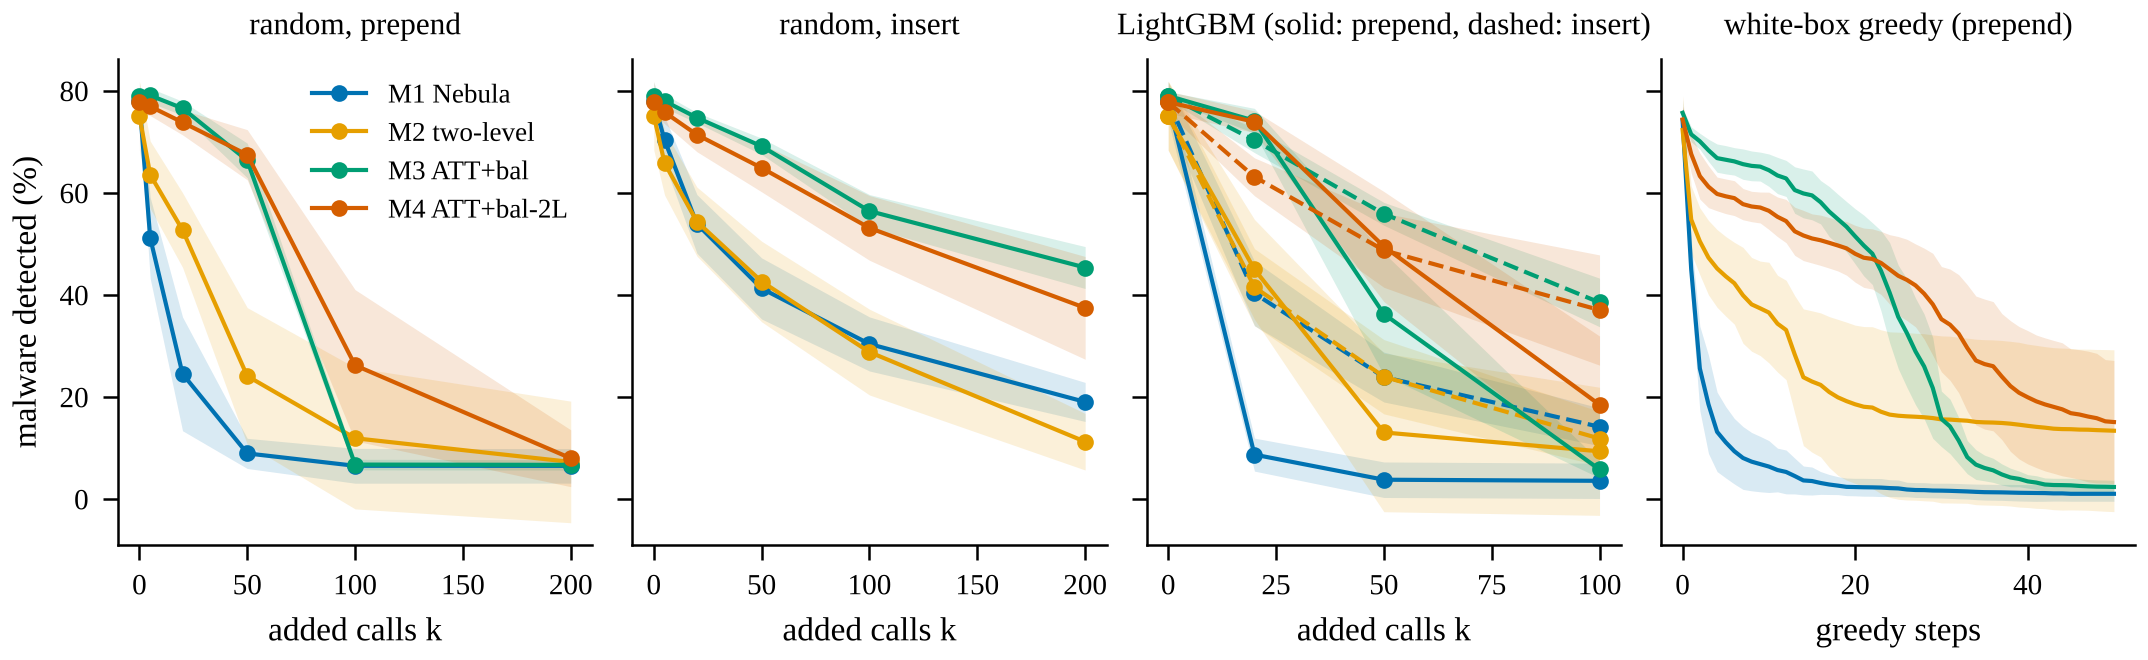 random, prepend
random, insert
LightGBM (solid: prepend, dashed: insert)
white-box greedy (prepend)
malware detected (%)
80
60
40
20
0
M1 Nebula
M2 two-level
M3 ATT+bal
M4 ATT+bal-2L
0 50 100 150 200
0 50 100 150 200
0 25 50 75 100
0 20 40
added calls k
added calls k
added calls k
greedy steps